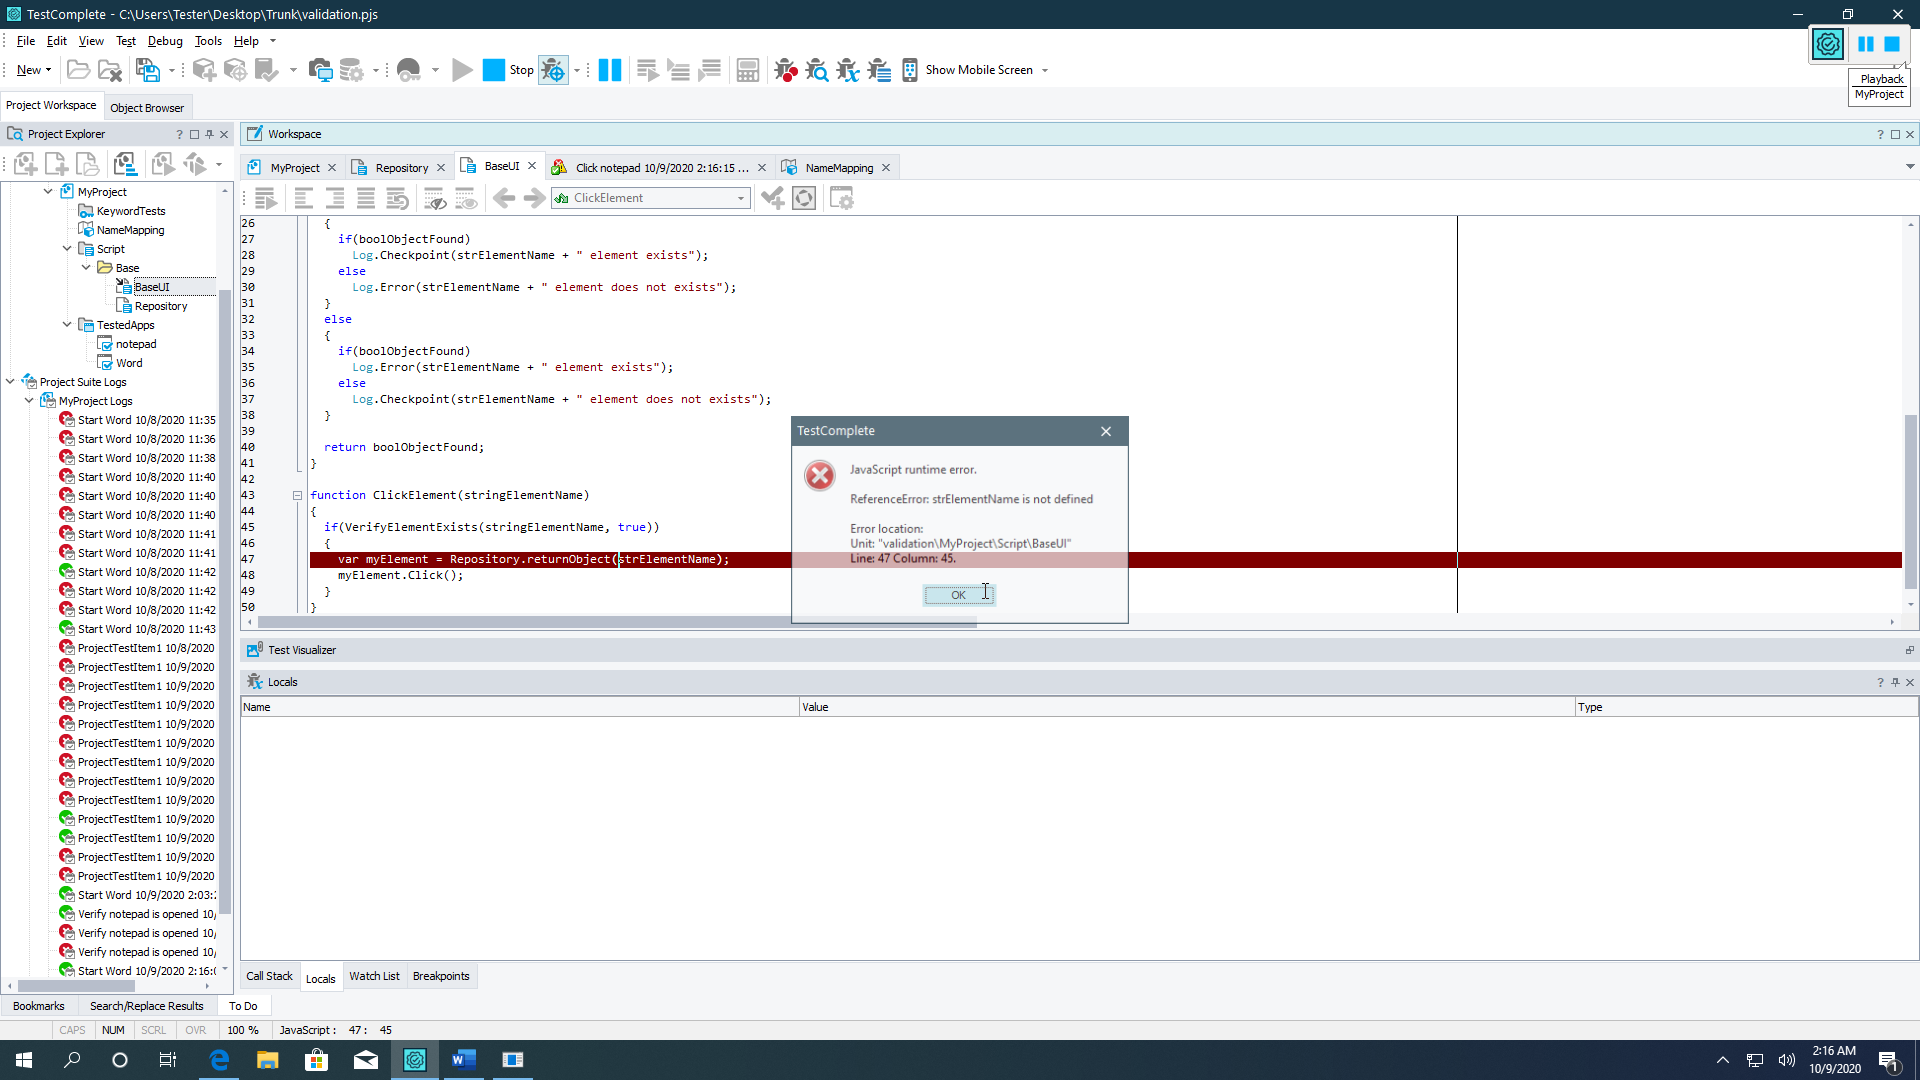 TestComplete - C:\Users\Tester\Desktop\Trunk\validation.pjs
File Edit View Test Debug Tools Help
New Stop Show Mobile Screen
Playback
MyProject
Project Workspace Object Browser
Project Explorer
Workspace
MyProject Repository BaseUI Click notepad 10/9/2020 2:16:15 ... NameMapping
ClickElement
MyProject
KeywordTests
NameMapping
Script
Base
BaseUI
Repository
TestedApps
notepad
Word
Project Suite Logs
MyProject Logs
Start Word 10/8/2020 11:35
Start Word 10/8/2020 11:36
Start Word 10/8/2020 11:38
Start Word 10/8/2020 11:40
Start Word 10/8/2020 11:40
Start Word 10/8/2020 11:40
Start Word 10/8/2020 11:41
Start Word 10/8/2020 11:41
Start Word 10/8/2020 11:42
Start Word 10/8/2020 11:42
Start Word 10/8/2020 11:42
Start Word 10/8/2020 11:43
ProjectTestItem1 10/8/2020
ProjectTestItem1 10/9/2020
ProjectTestItem1 10/9/2020
ProjectTestItem1 10/9/2020
ProjectTestItem1 10/9/2020
ProjectTestItem1 10/9/2020
ProjectTestItem1 10/9/2020
ProjectTestItem1 10/9/2020
ProjectTestItem1 10/9/2020
ProjectTestItem1 10/9/2020
ProjectTestItem1 10/9/2020
ProjectTestItem1 10/9/2020
ProjectTestItem1 10/9/2020
Start Word 10/9/2020 2:03:
Verify notepad is opened 10/
Verify notepad is opened 10/
Verify notepad is opened 10/
Start Word 10/9/2020 2:16:0
26 {
27 if(boolObjectFound)
28 Log.Checkpoint(strElementName + " element exists");
29 else
30 Log.Error(strElementName + " element does not exists");
31 }
32 else
33 {
34 if(boolObjectFound)
35 Log.Error(strElementName + " element exists");
36 else
37 Log.Checkpoint(strElementName + " element does not exists");
38 }
39
40 return boolObjectFound;
41 }
42
43 function ClickElement(stringElementName)
44 {
45 if(VerifyElementExists(stringElementName, true))
46 {
47 var myElement = Repository.returnObject(strElementName);
48 myElement.Click();
49 }
50 }
TestComplete
JavaScript runtime error.
ReferenceError: strElementName is not defined
Error location:
Unit: "validation\MyProject\Script\BaseUI"
Line: 47 Column: 45.
OK
Test Visualizer
Locals
Name Value Type
Call Stack Locals Watch List Breakpoints
Bookmarks Search/Replace Results To Do
CAPS NUM SCRL OVR 100 % JavaScript : 47 : 45
2:16 AM
10/9/2020
1